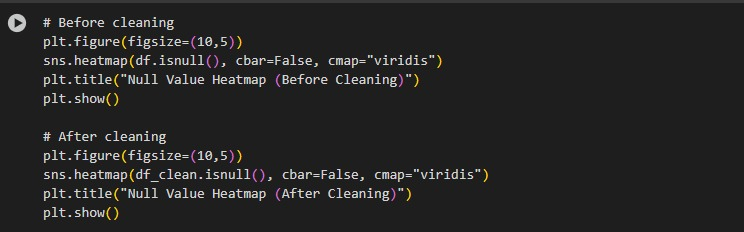 # Before cleaning
plt.figure(figsize=(10,5))
sns.heatmap(df.isnull(), cbar=False, cmap="viridis")
plt.title("Null Value Heatmap (Before Cleaning)")
plt.show()

# After cleaning
plt.figure(figsize=(10,5))
sns.heatmap(df_clean.isnull(), cbar=False, cmap="viridis")
plt.title("Null Value Heatmap (After Cleaning)")
plt.show()